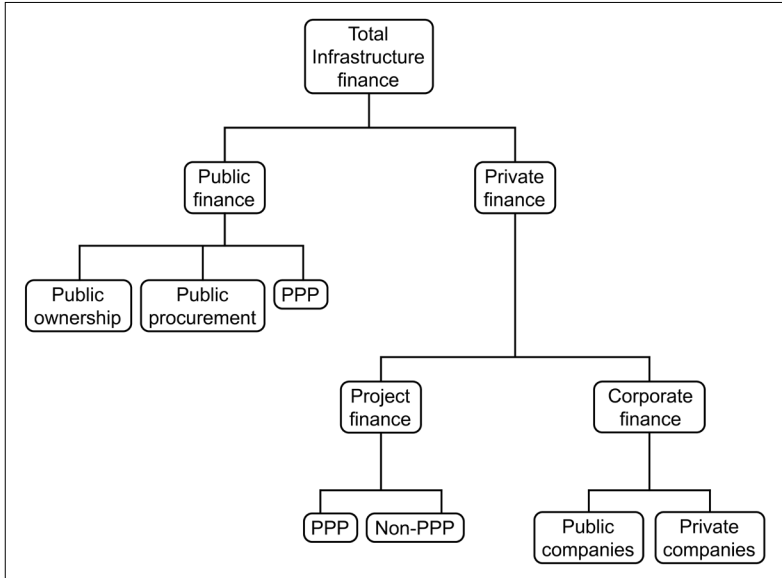 Total
Infrastructure
finance
Public
finance
Private
finance
Public
ownership
Public
procurement
PPP
Project
finance
Corporate
finance
PPP
Non-PPP
Public
companies
Private
companies